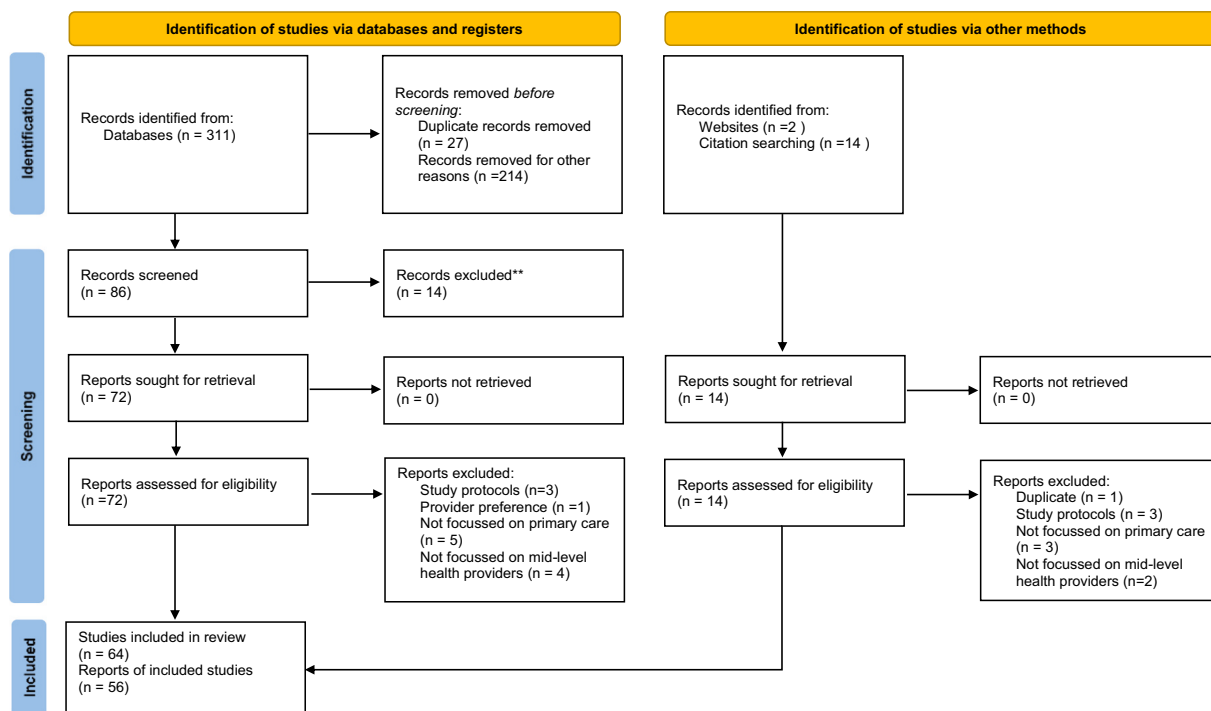 Identification of studies via databases and registers
Identification of studies via other methods
Identification
Records identified from:
Databases (n = 311)
Records removed before
screening:
Duplicate records removed
(n = 27)
Records removed for other
reasons (n =214)
Records identified from:
Websites (n =2 )
Citation searching (n =14 )
Screening
Records screened
(n = 86)
Records excluded**
(n = 14)
Reports sought for retrieval
(n = 72)
Reports not retrieved
(n = 0)
Reports sought for retrieval
(n = 14)
Reports not retrieved
(n = 0)
Reports assessed for eligibility
(n =72)
Reports excluded:
Study protocols (n=3)
Provider preference (n =1)
Not focussed on primary care
(n = 5)
Not focussed on mid-level
health providers (n = 4)
Reports assessed for eligibility
(n = 14)
Reports excluded:
Duplicate (n = 1)
Study protocols (n = 3)
Not focussed on primary care
(n = 3)
Not focussed on mid-level
health providers (n=2)
Included
Studies included in review
(n = 64)
Reports of included studies
(n = 56)